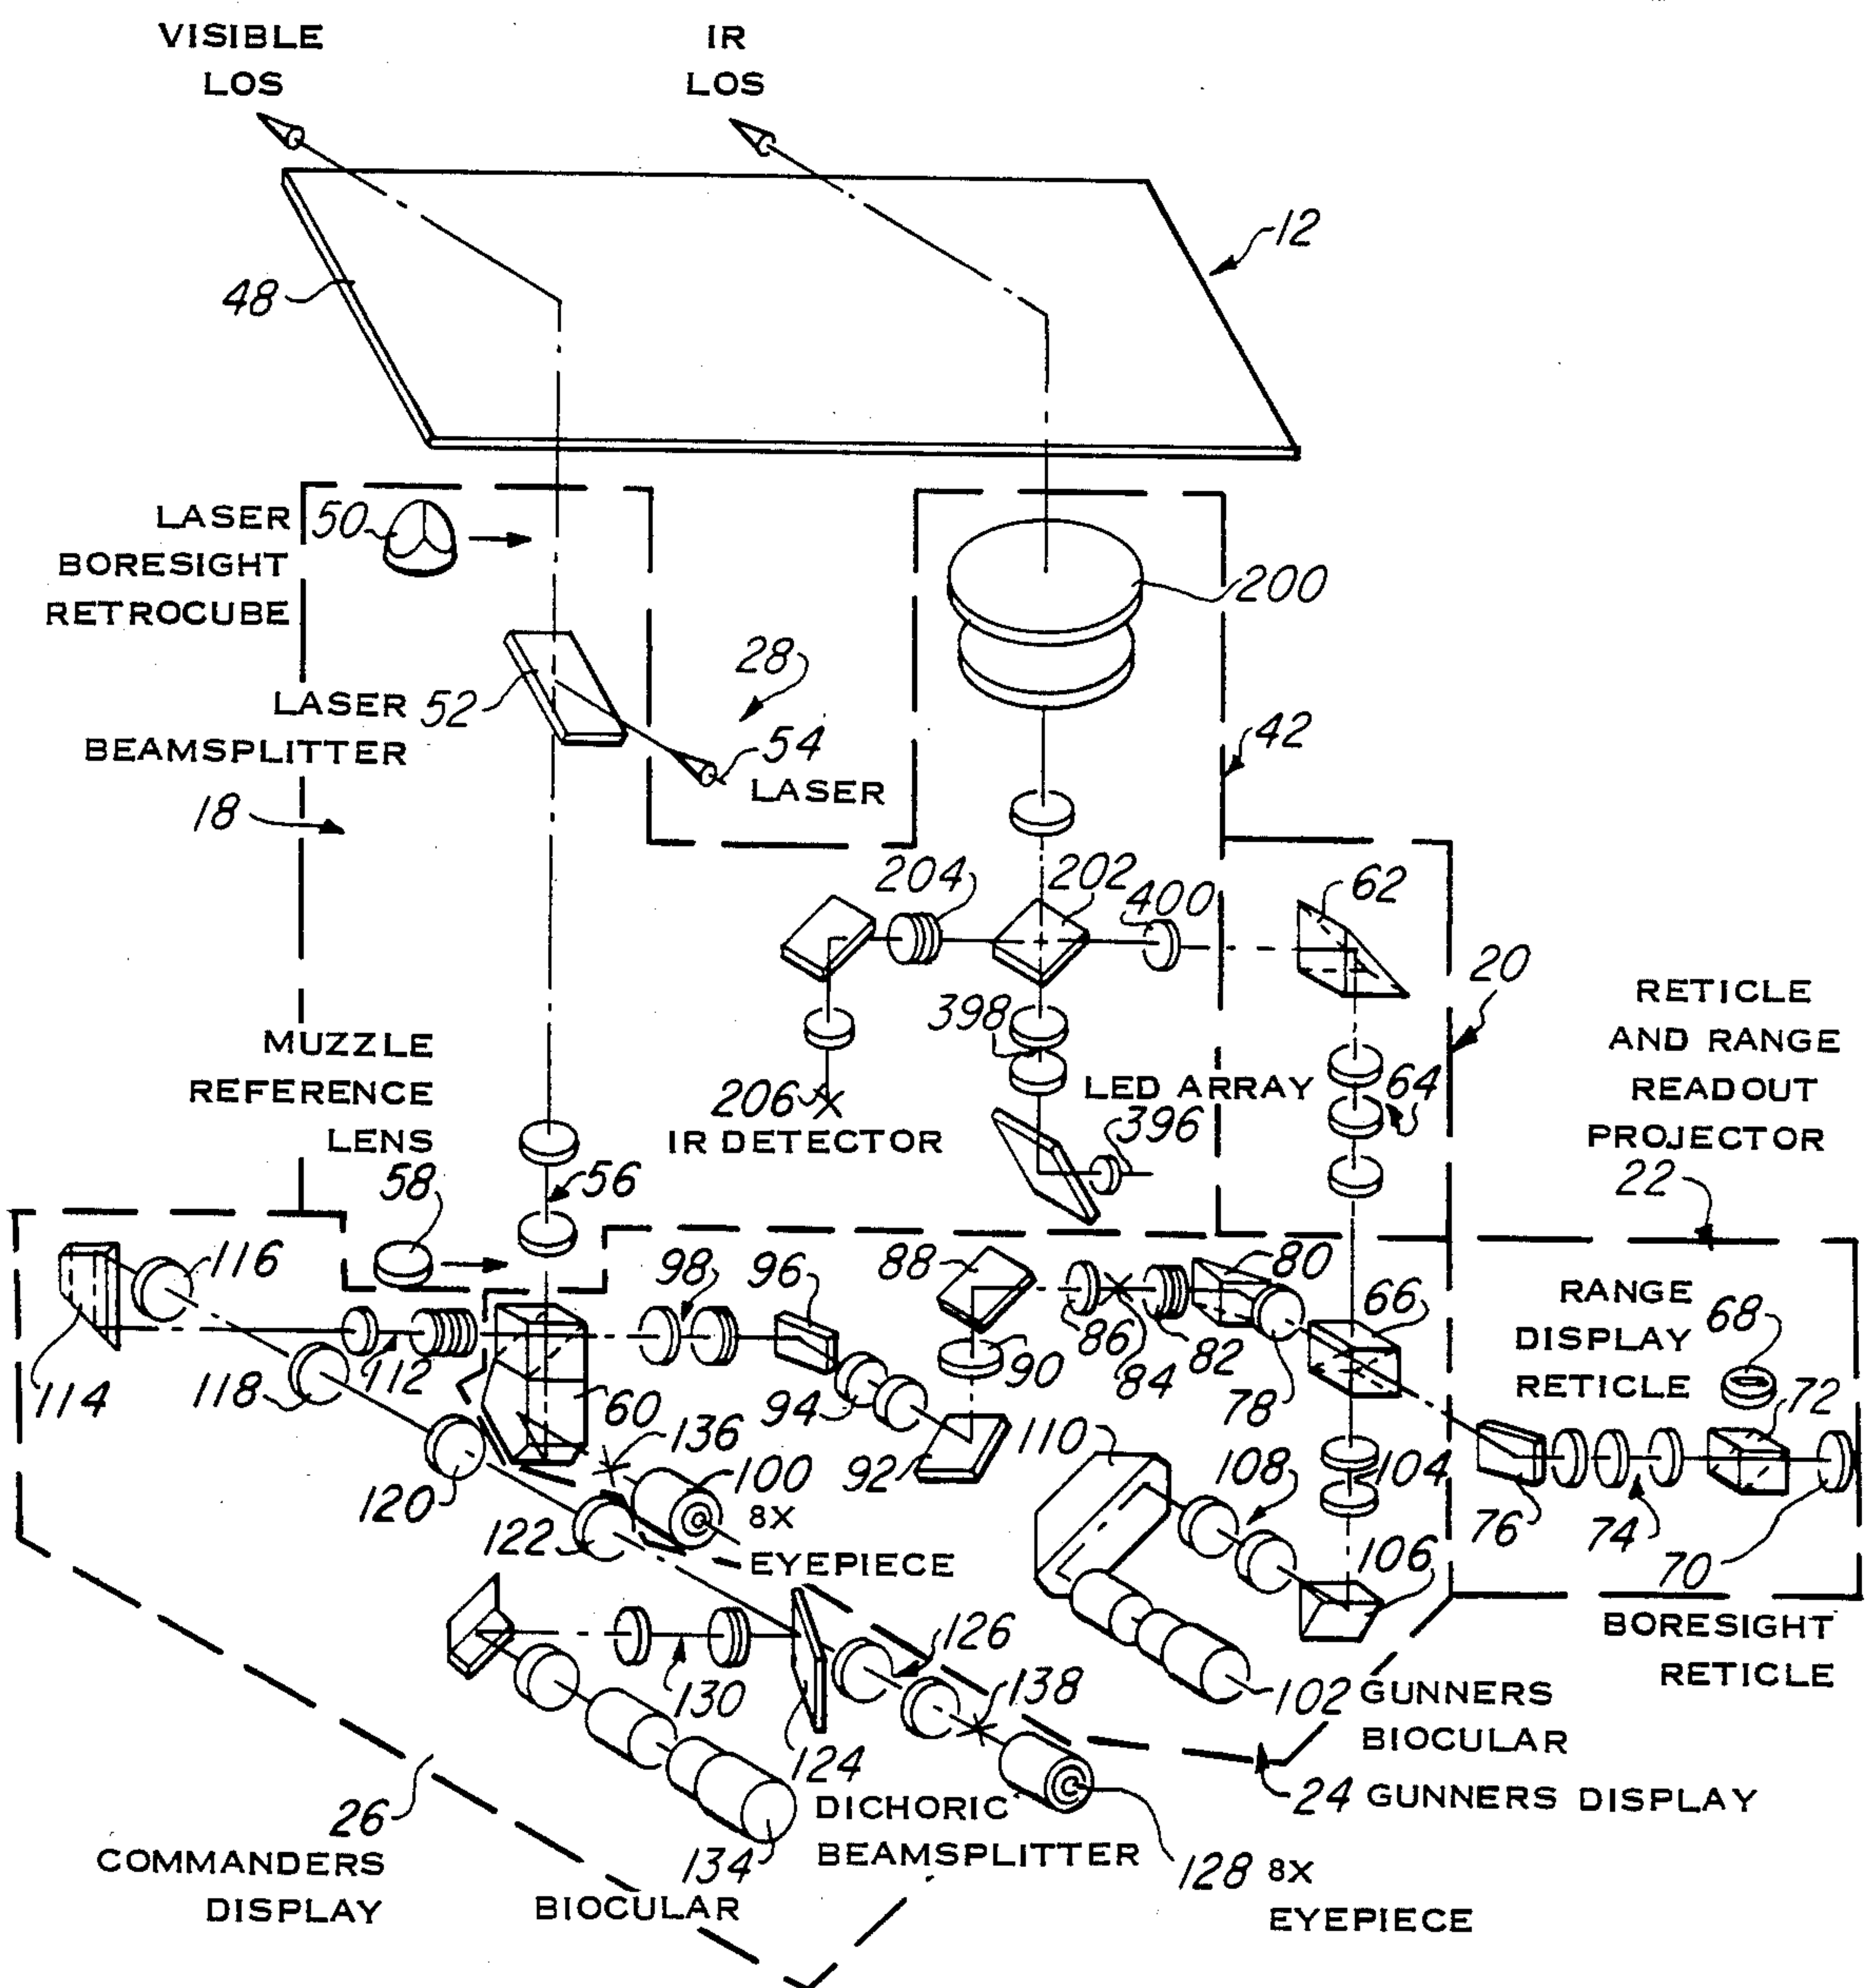 VISIBLE
LOS
IR
LOS
12
48
LASER
BORESIGHT
RETROCUBE
50
200
28
LASER
BEAMSPLITTER
52
54
LASER
42
18
204
202
400
62
20
RETICLE
AND RANGE
READOUT
PROJECTOR
22
MUZZLE
REFERENCE
LENS
398
LED ARRAY
64
206
IR DETECTOR
396
56
58
116
98
96
88
80
66
RANGE
DISPLAY
RETICLE
68
114
118
112
60
94
90
86
84
82
78
72
120
136
100
8X
EYEPIECE
92
110
108
104
76
74
70
122
106
BORESIGHT
RETICLE
130
126
138
102
GUNNERS
BIOCULAR
124
DICHORIC
BEAMSPLITTER
24 GUNNERS DISPLAY
26
COMMANDERS
DISPLAY
134
BIOCULAR
128 8X
EYEPIECE